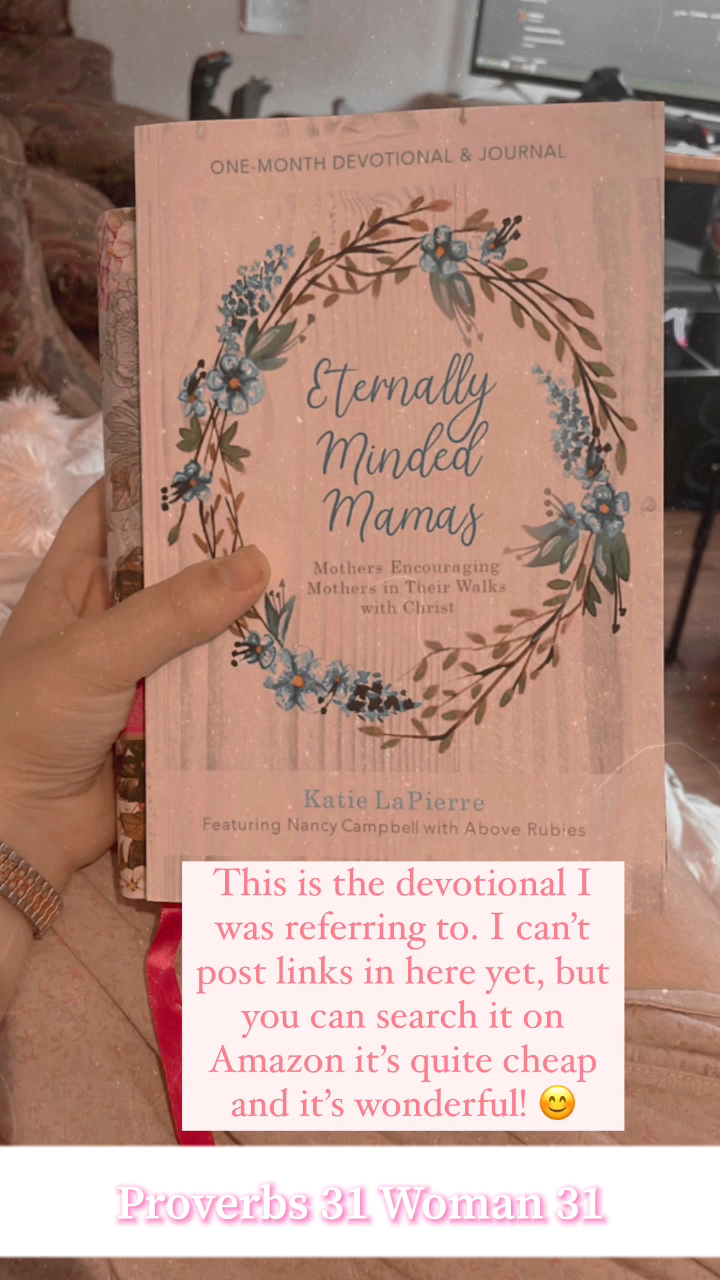 ONE-MONTH DEVOTIONAL & JOURNAL
Eternally
Minded
Mamas
Mothers Encouraging
Mothers in Their Walks
with Christ
Katie LaPierre
Featuring Nancy Campbell with Above Rubies
This is the devotional I
was referring to. I can’t
post links in here yet, but
you can search it on
Amazon it’s quite cheap
and it’s wonderful! 😊
Proverbs 31 Woman 31